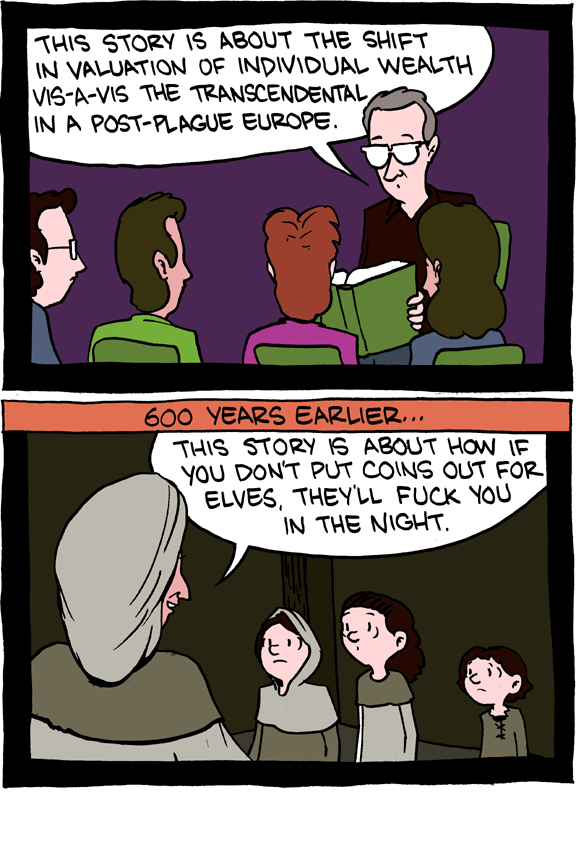 THIS STORY IS ABOUT THE SHIFT
IN VALUATION OF INDIVIDUAL WEALTH
VIS-A-VIS THE TRANSCENDENTAL
IN A POST-PLAGUE EUROPE.
600 YEARS EARLIER...
THIS STORY IS ABOUT HOW IF
YOU DON'T PUT COINS OUT FOR
ELVES, THEY'LL FUCK YOU
IN THE NIGHT.